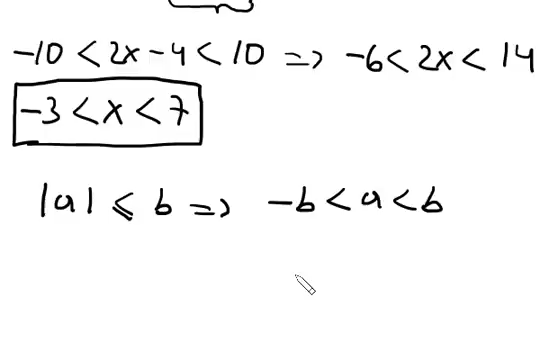 -10 < 2x - 4 < 10 => -6 < 2x < 14
-3 < x < 7
|a| ≤ b => -b < a < b